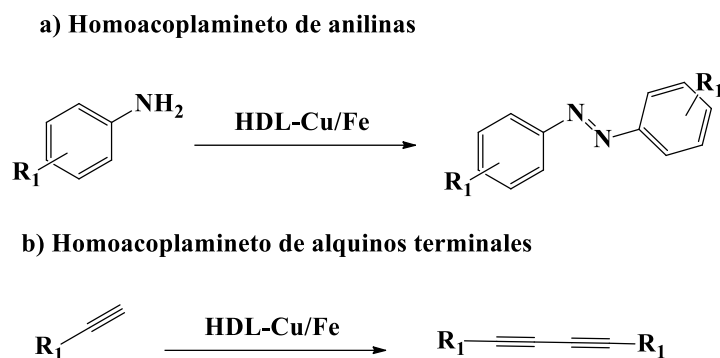 a) Homoacoplamineto de anilinas
NH2
HDL-Cu/Fe
R1
N
N
R1
R1
b) Homoacoplamineto de alquinos terminales
R1
HDL-Cu/Fe
R1
R1